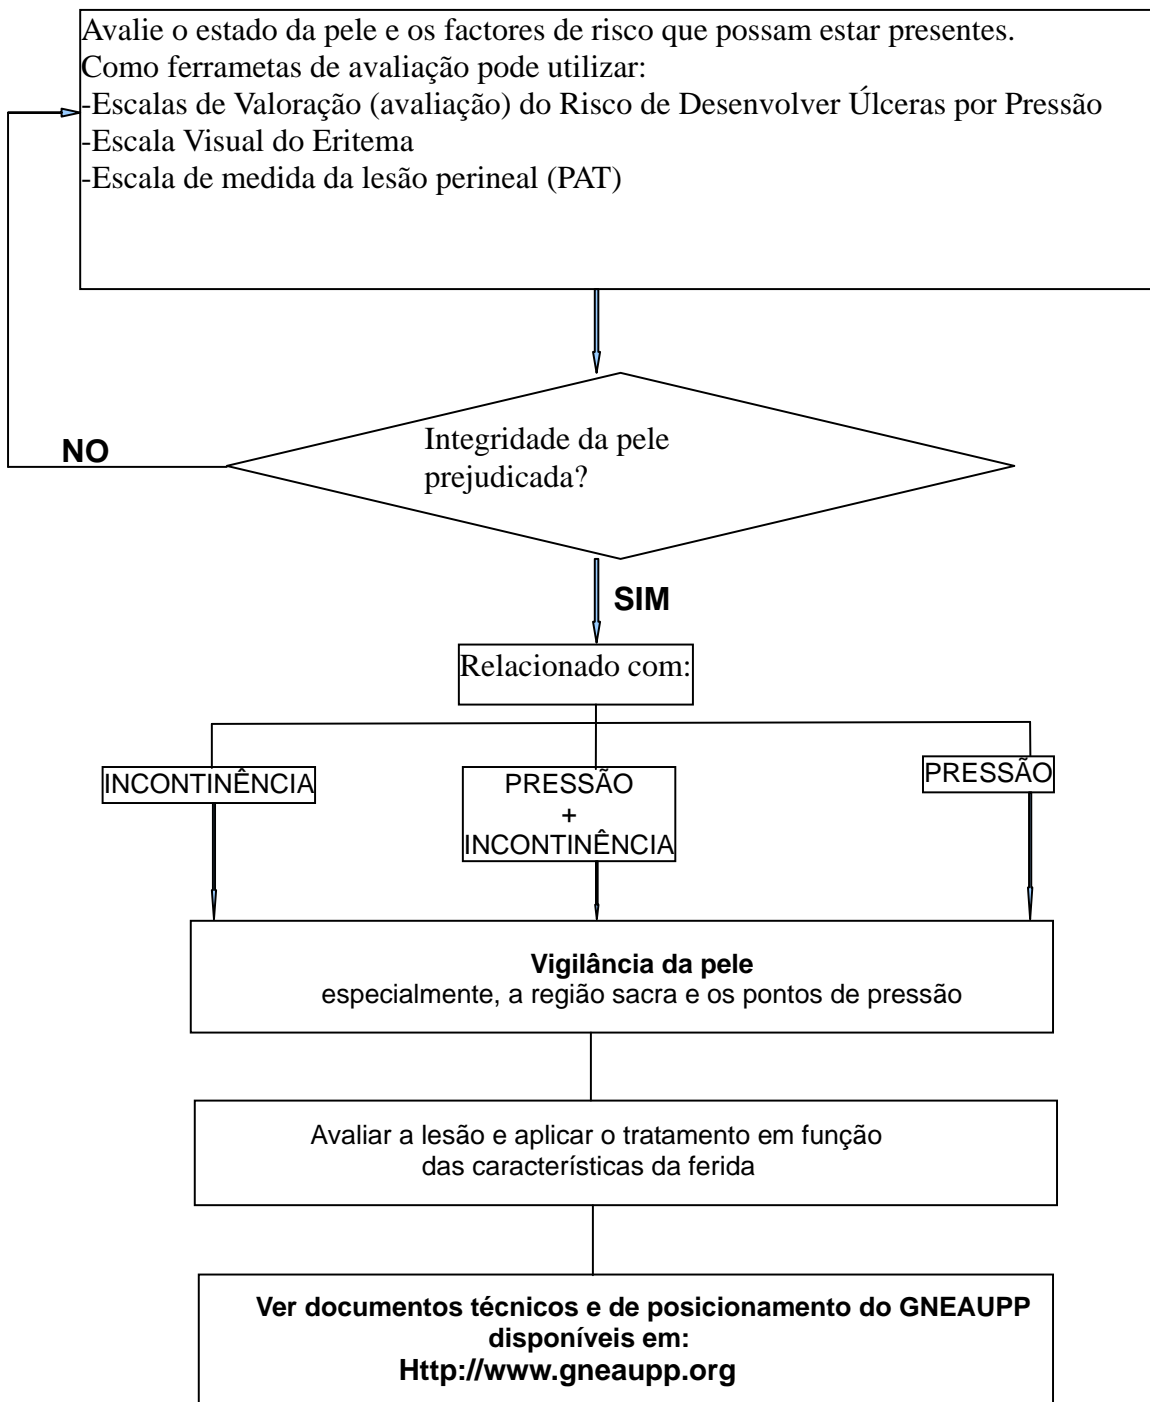 Avalie o estado da pele e os factores de risco que possam estar presentes.
Como ferrametas de avaliação pode utilizar:
-Escalas de Valoração (avaliação) do Risco de Desenvolver Úlceras por Pressão
-Escala Visual do Eritema
-Escala de medida da lesão perineal (PAT)
NO
Integridade da pele
prejudicada?
SIM
Relacionado com:
INCONTINÊNCIA
PRESSÃO
+
INCONTINÊNCIA
PRESSÃO
Vigilância da pele
especialmente, a região sacra e os pontos de pressão
Avaliar a lesão e aplicar o tratamento em função
das características da ferida
Ver documentos técnicos e de posicionamento do GNEAUPP
disponíveis em:
Http://www.gneaupp.org